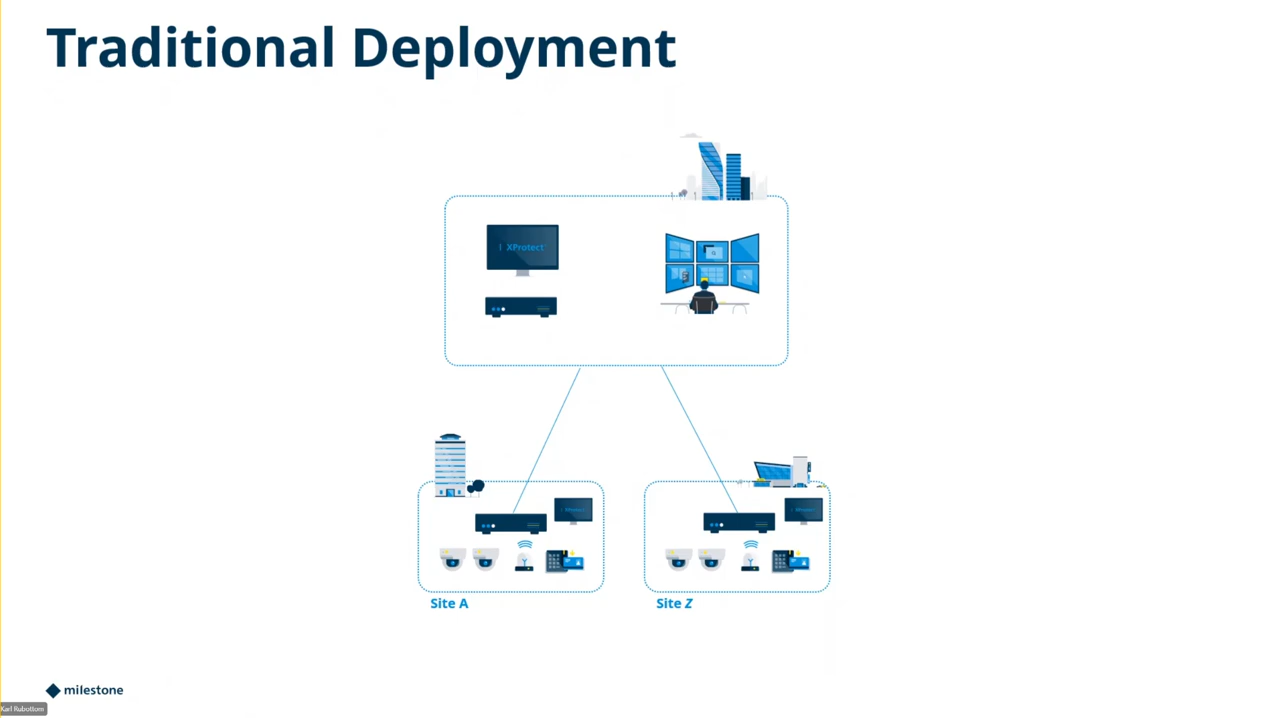 Traditional Deployment
XProtect
Site A
Site Z
milestone
Karl Rubottom